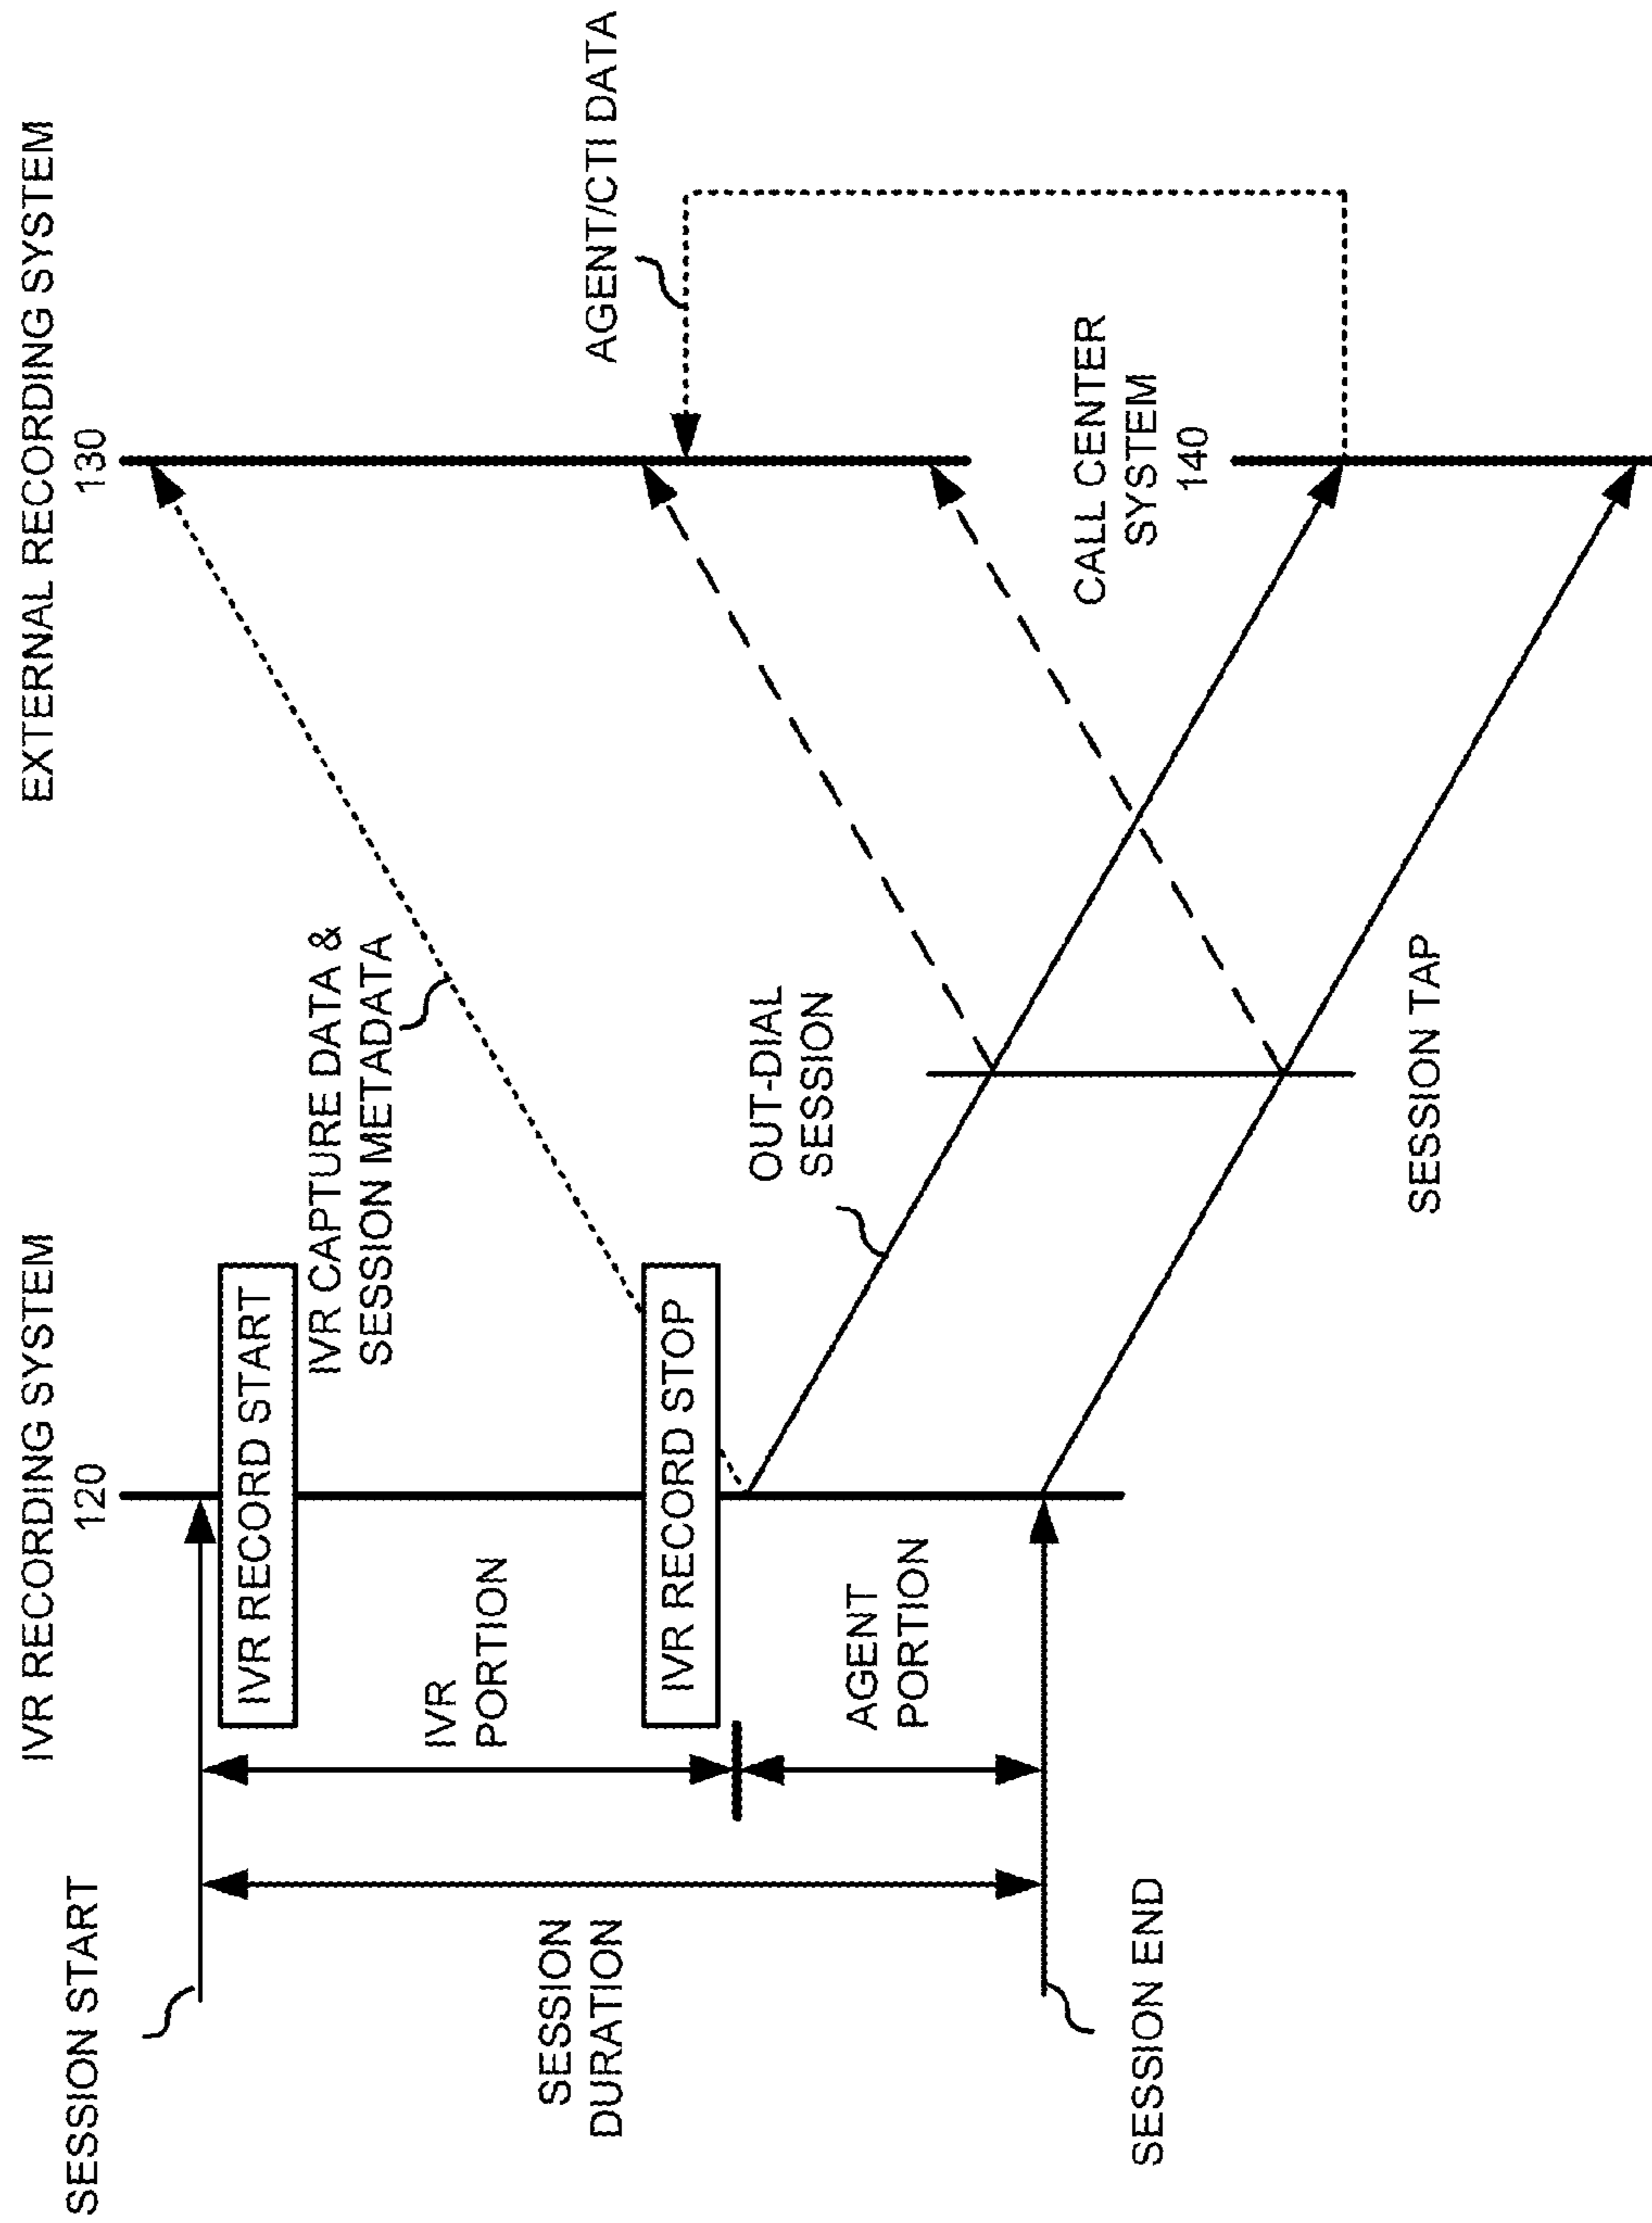 SESSION START
IVR RECORDING SYSTEM
120
EXTERNAL RECORDING SYSTEM
130
IVR RECORD START
IVR CAPTURE DATA &
SESSION METADATA
IVR
PORTION
SESSION
DURATION
AGENT/CTI DATA
IVR RECORD STOP
OUT-DIAL
SESSION
AGENT
PORTION
CALL CENTER
SYSTEM
140
SESSION END
SESSION TAP